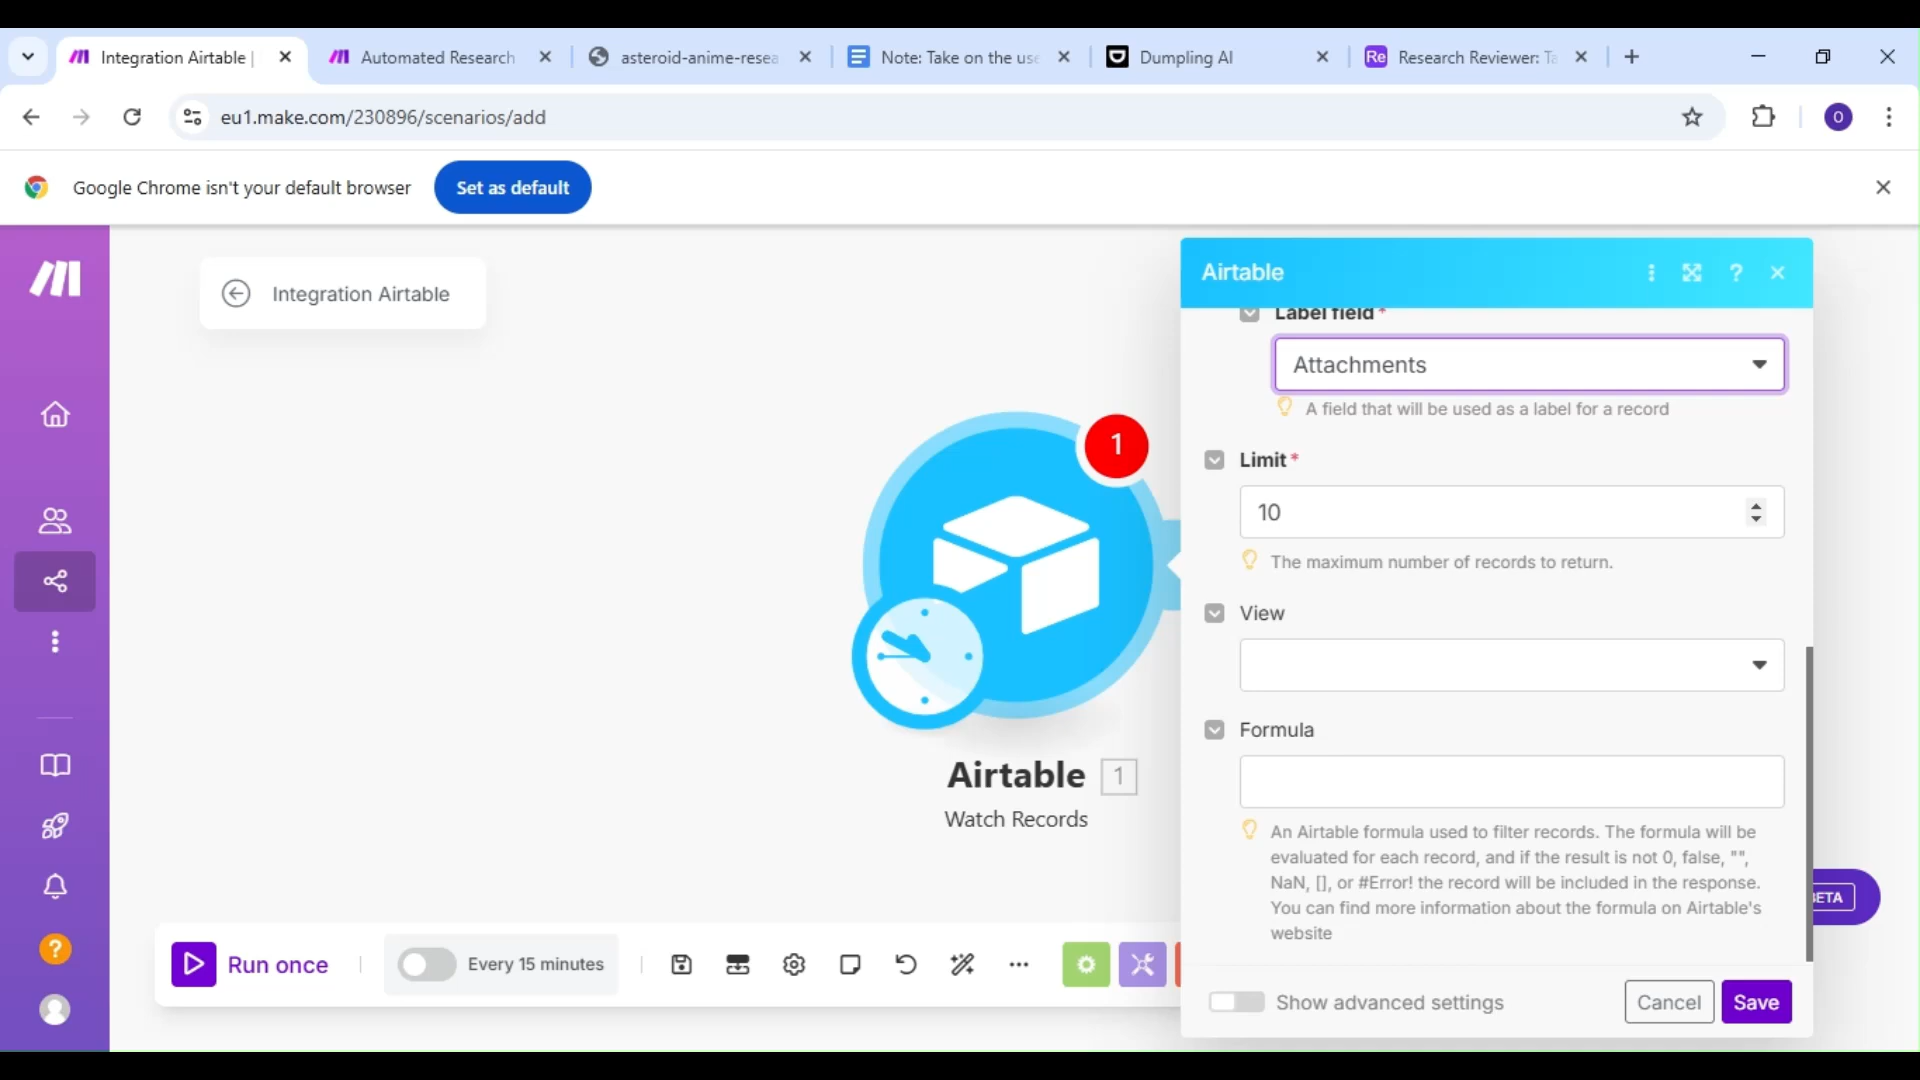 Integration Airtable |
Automated Research
asteroid-anime-resea
Note: Take on the use
Dumpling AI
Re
Research Reviewer: Ta
eu1.make.com/230896/scenarios/add
O
Google Chrome isn't your default browser
Set as default
Integration Airtable
Airtable
?
Label field *
Attachments
A field that will be used as a label for a record
1
Limit *
10
The maximum number of records to return.
View
Formula
Airtable 1
Watch Records
An Airtable formula used to filter records. The formula will be
evaluated for each record, and if the result is not 0, false, "",
NaN, [], or #Error! the record will be included in the response.
You can find more information about the formula on Airtable's
website
BETA
?
Run once
Every 15 minutes
Show advanced settings
Cancel
Save